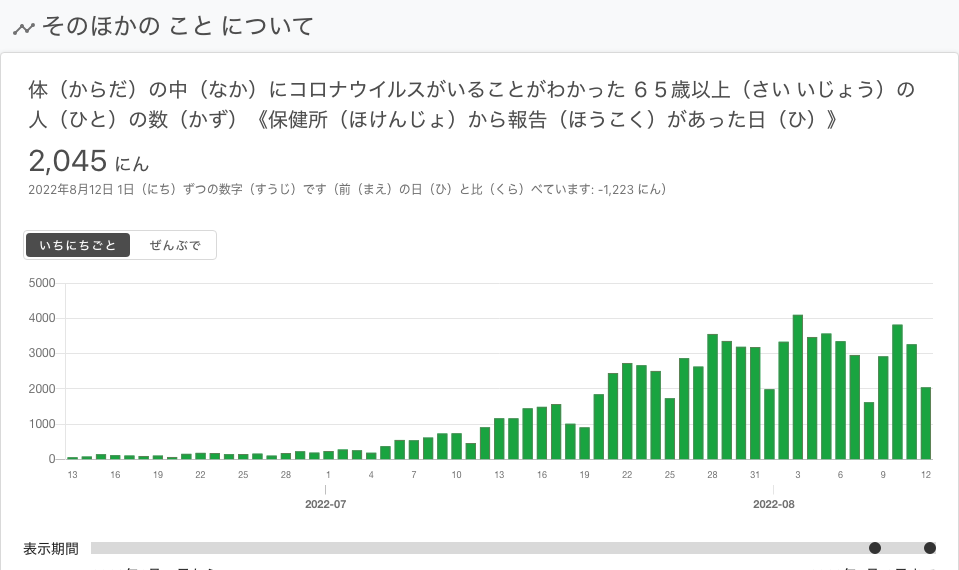 そのほかの こと について
体（からだ）の中（なか）にコロナウイルスがいることがわかった ６５歳以上（さい いじょう）の
人（ひと）の数（かず）《保健所（ほけんじょ）から報告（ほうこく）があった日（ひ）》
2,045 にん
2022年8月12日 1日（にち）ずつの数字（すうじ）です（前（まえ）の日（ひ）と比（くら）べています: -1,223 にん）
いちにちごと ぜんぶで
5000
4000
3000
2000
1000
0
13 16 19 22 25 28 1 4 7 10 13 16 19 22 25 28 31 3 6 9 12
2022-07 2022-08
表示期間